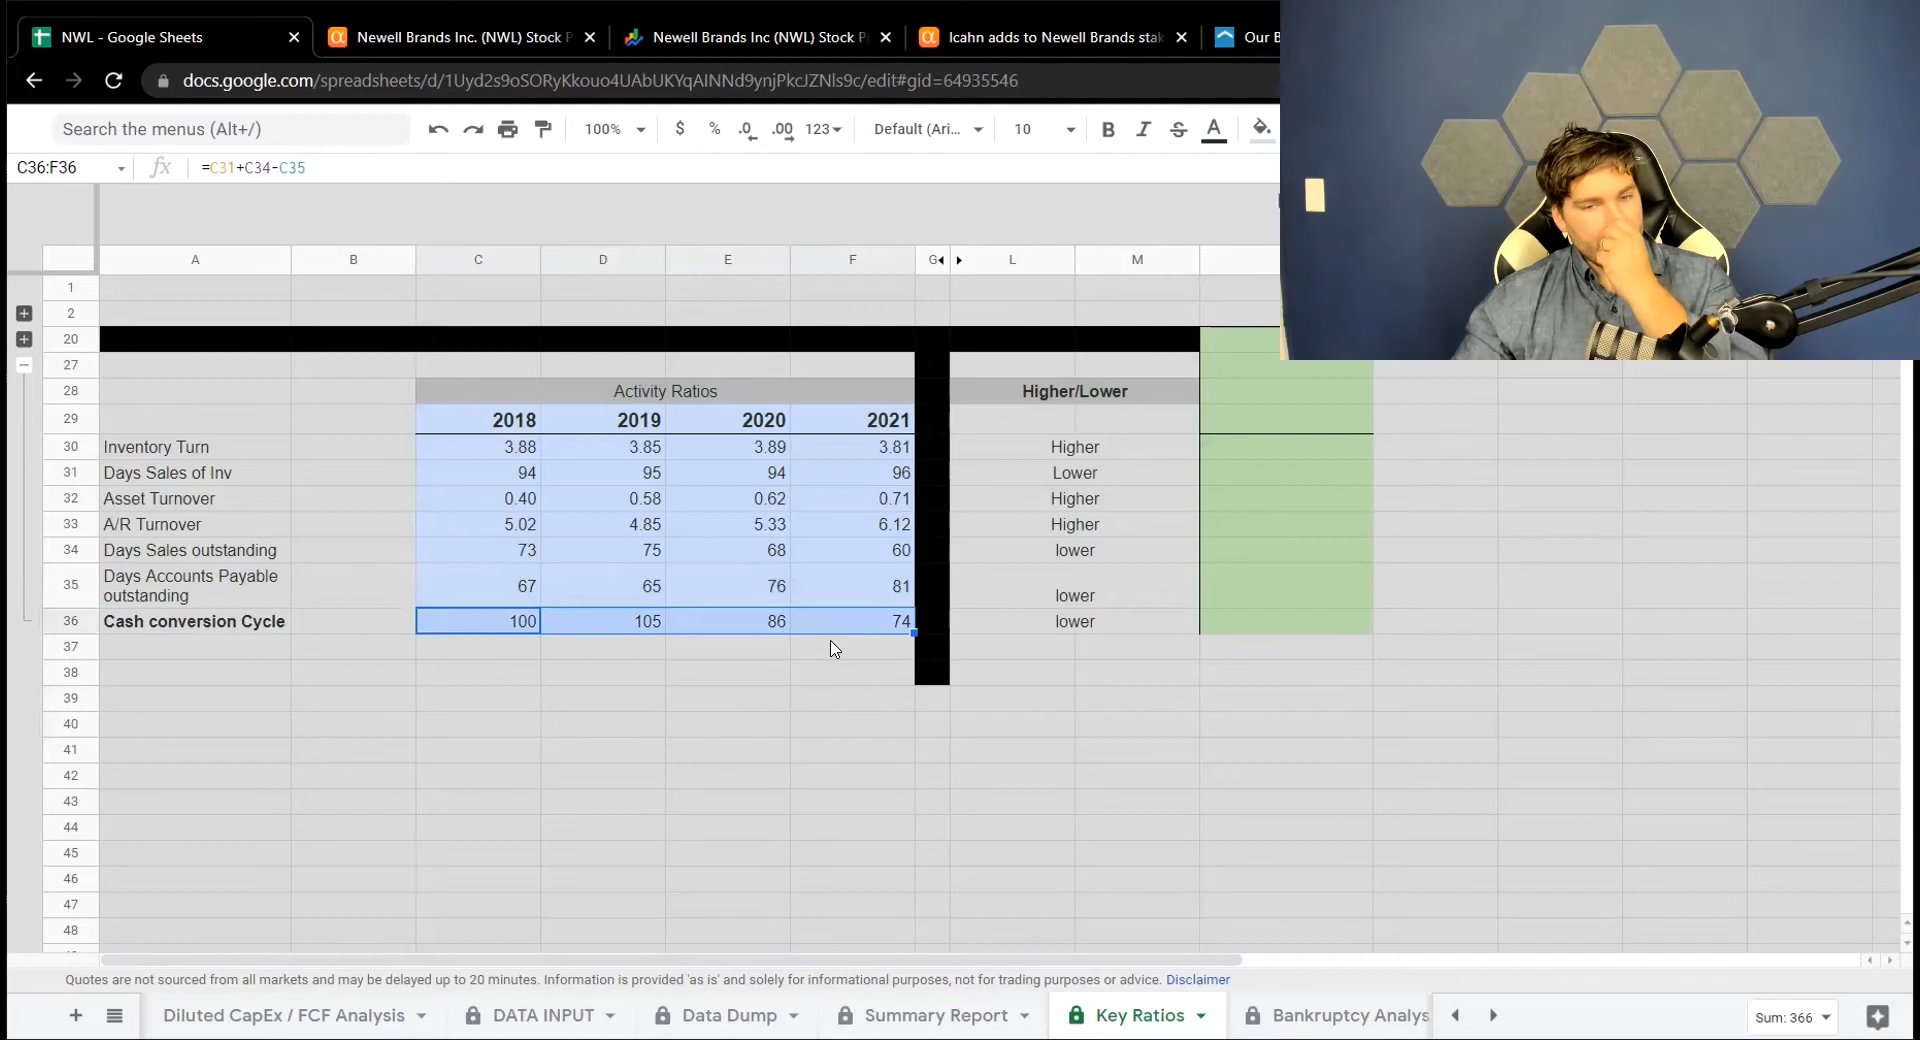 NWL - Google Sheets
Newell Brands Inc. (NWL) Stock P
Newell Brands Inc (NWL) Stock P
Icahn adds to Newell Brands stak
Our B
docs.google.com/spreadsheets/d/1Uyd2s9oSORyKkouo4UAbUKYqAINNd9ynjPkcJZNls9c/edit#gid=64935546
Search the menus (Alt+/)
100% $ % .0 .00 123 Default (Ari... 10 B I S A
C36:F36 fx =C31+C34-C35
A B C D E F G L M
1
2
20
27
28 Activity Ratios Higher/Lower
29 2018 2019 2020 2021
30 Inventory Turn 3.88 3.85 3.89 3.81 Higher
31 Days Sales of Inv 94 95 94 96 Lower
32 Asset Turnover 0.40 0.58 0.62 0.71 Higher
33 A/R Turnover 5.02 4.85 5.33 6.12 Higher
34 Days Sales outstanding 73 75 68 60 lower
35 Days Accounts Payable
outstanding 67 65 76 81 lower
36 Cash conversion Cycle 100 105 86 74 lower
37
38
39
40
41
42
43
44
45
46
47
48
Quotes are not sourced from all markets and may be delayed up to 20 minutes. Information is provided 'as is' and solely for informational purposes, not for trading purposes or advice. Disclaimer
+ Diluted CapEx / FCF Analysis DATA INPUT Data Dump Summary Report Key Ratios Bankruptcy Analys Sum: 366